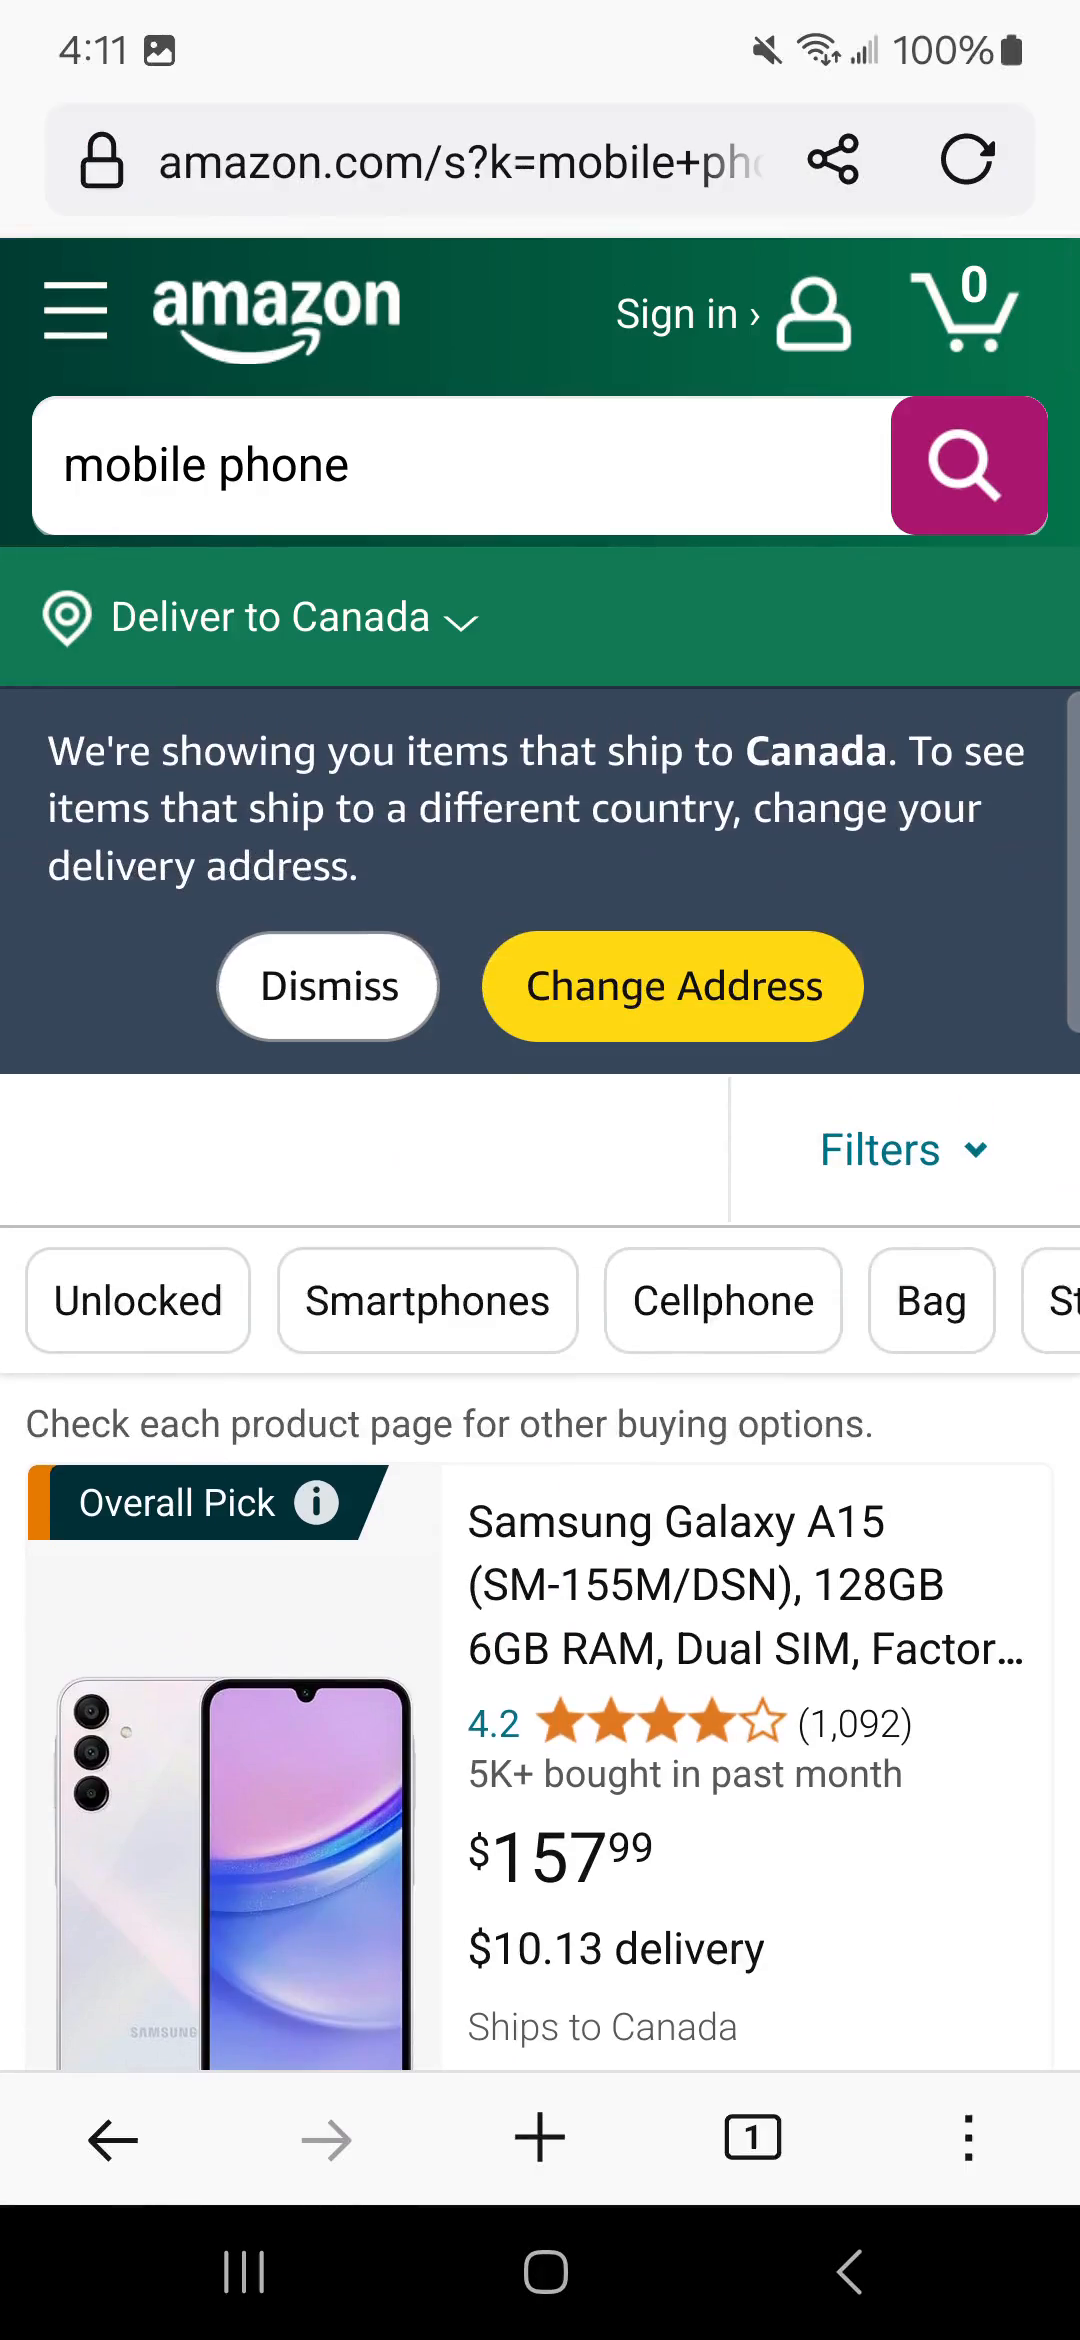 4:11 100%
amazon.com/s?k=mobile+pho
amazon Sign in › 0
mobile phone
Deliver to Canada
We're showing you items that ship to Canada. To see
items that ship to a different country, change your
delivery address.
Dismiss Change Address
Filters
Unlocked Smartphones Cellphone Bag St
Check each product page for other buying options.
Overall Pick
Samsung Galaxy A15
(SM-155M/DSN), 128GB
6GB RAM, Dual SIM, Factor...
4.2 (1,092)
5K+ bought in past month
$157.99
$10.13 delivery
Ships to Canada
SAMSUNG
1